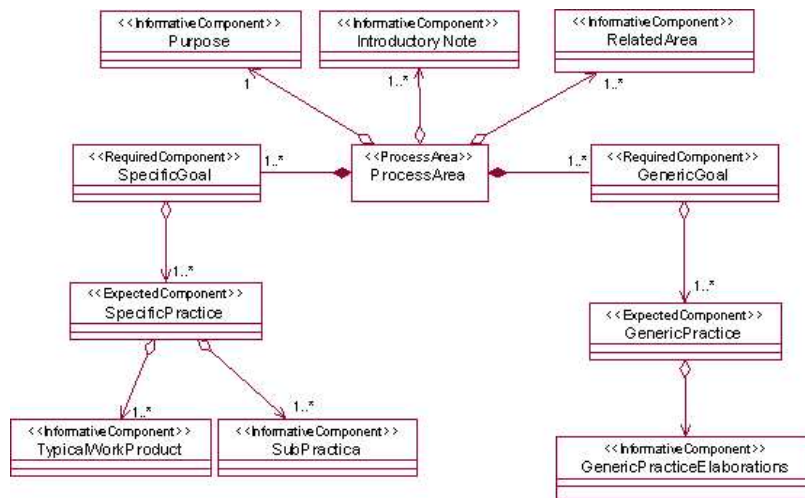 <<InformativeComponent>>
Purpose
<<InformativeComponent>>
Introductory Note
<<InformativeComponent>>
RelatedArea
1
1..*
1..*
<<RequiredComponent>>
SpecificGoal
1..*
<<ProcessArea>>
ProcessArea
1..*
<<RequiredComponent>>
GenericGoal
1..*
1..*
<<ExpectedComponent>>
SpecificPractice
<<ExpectedComponent>>
GenericPractice
1..*
1..*
<<InformativeComponent>>
TypicalWorkProduct
<<InformativeComponent>>
SubPractica
<<InformativeComponent>>
GenericPracticeElaborations